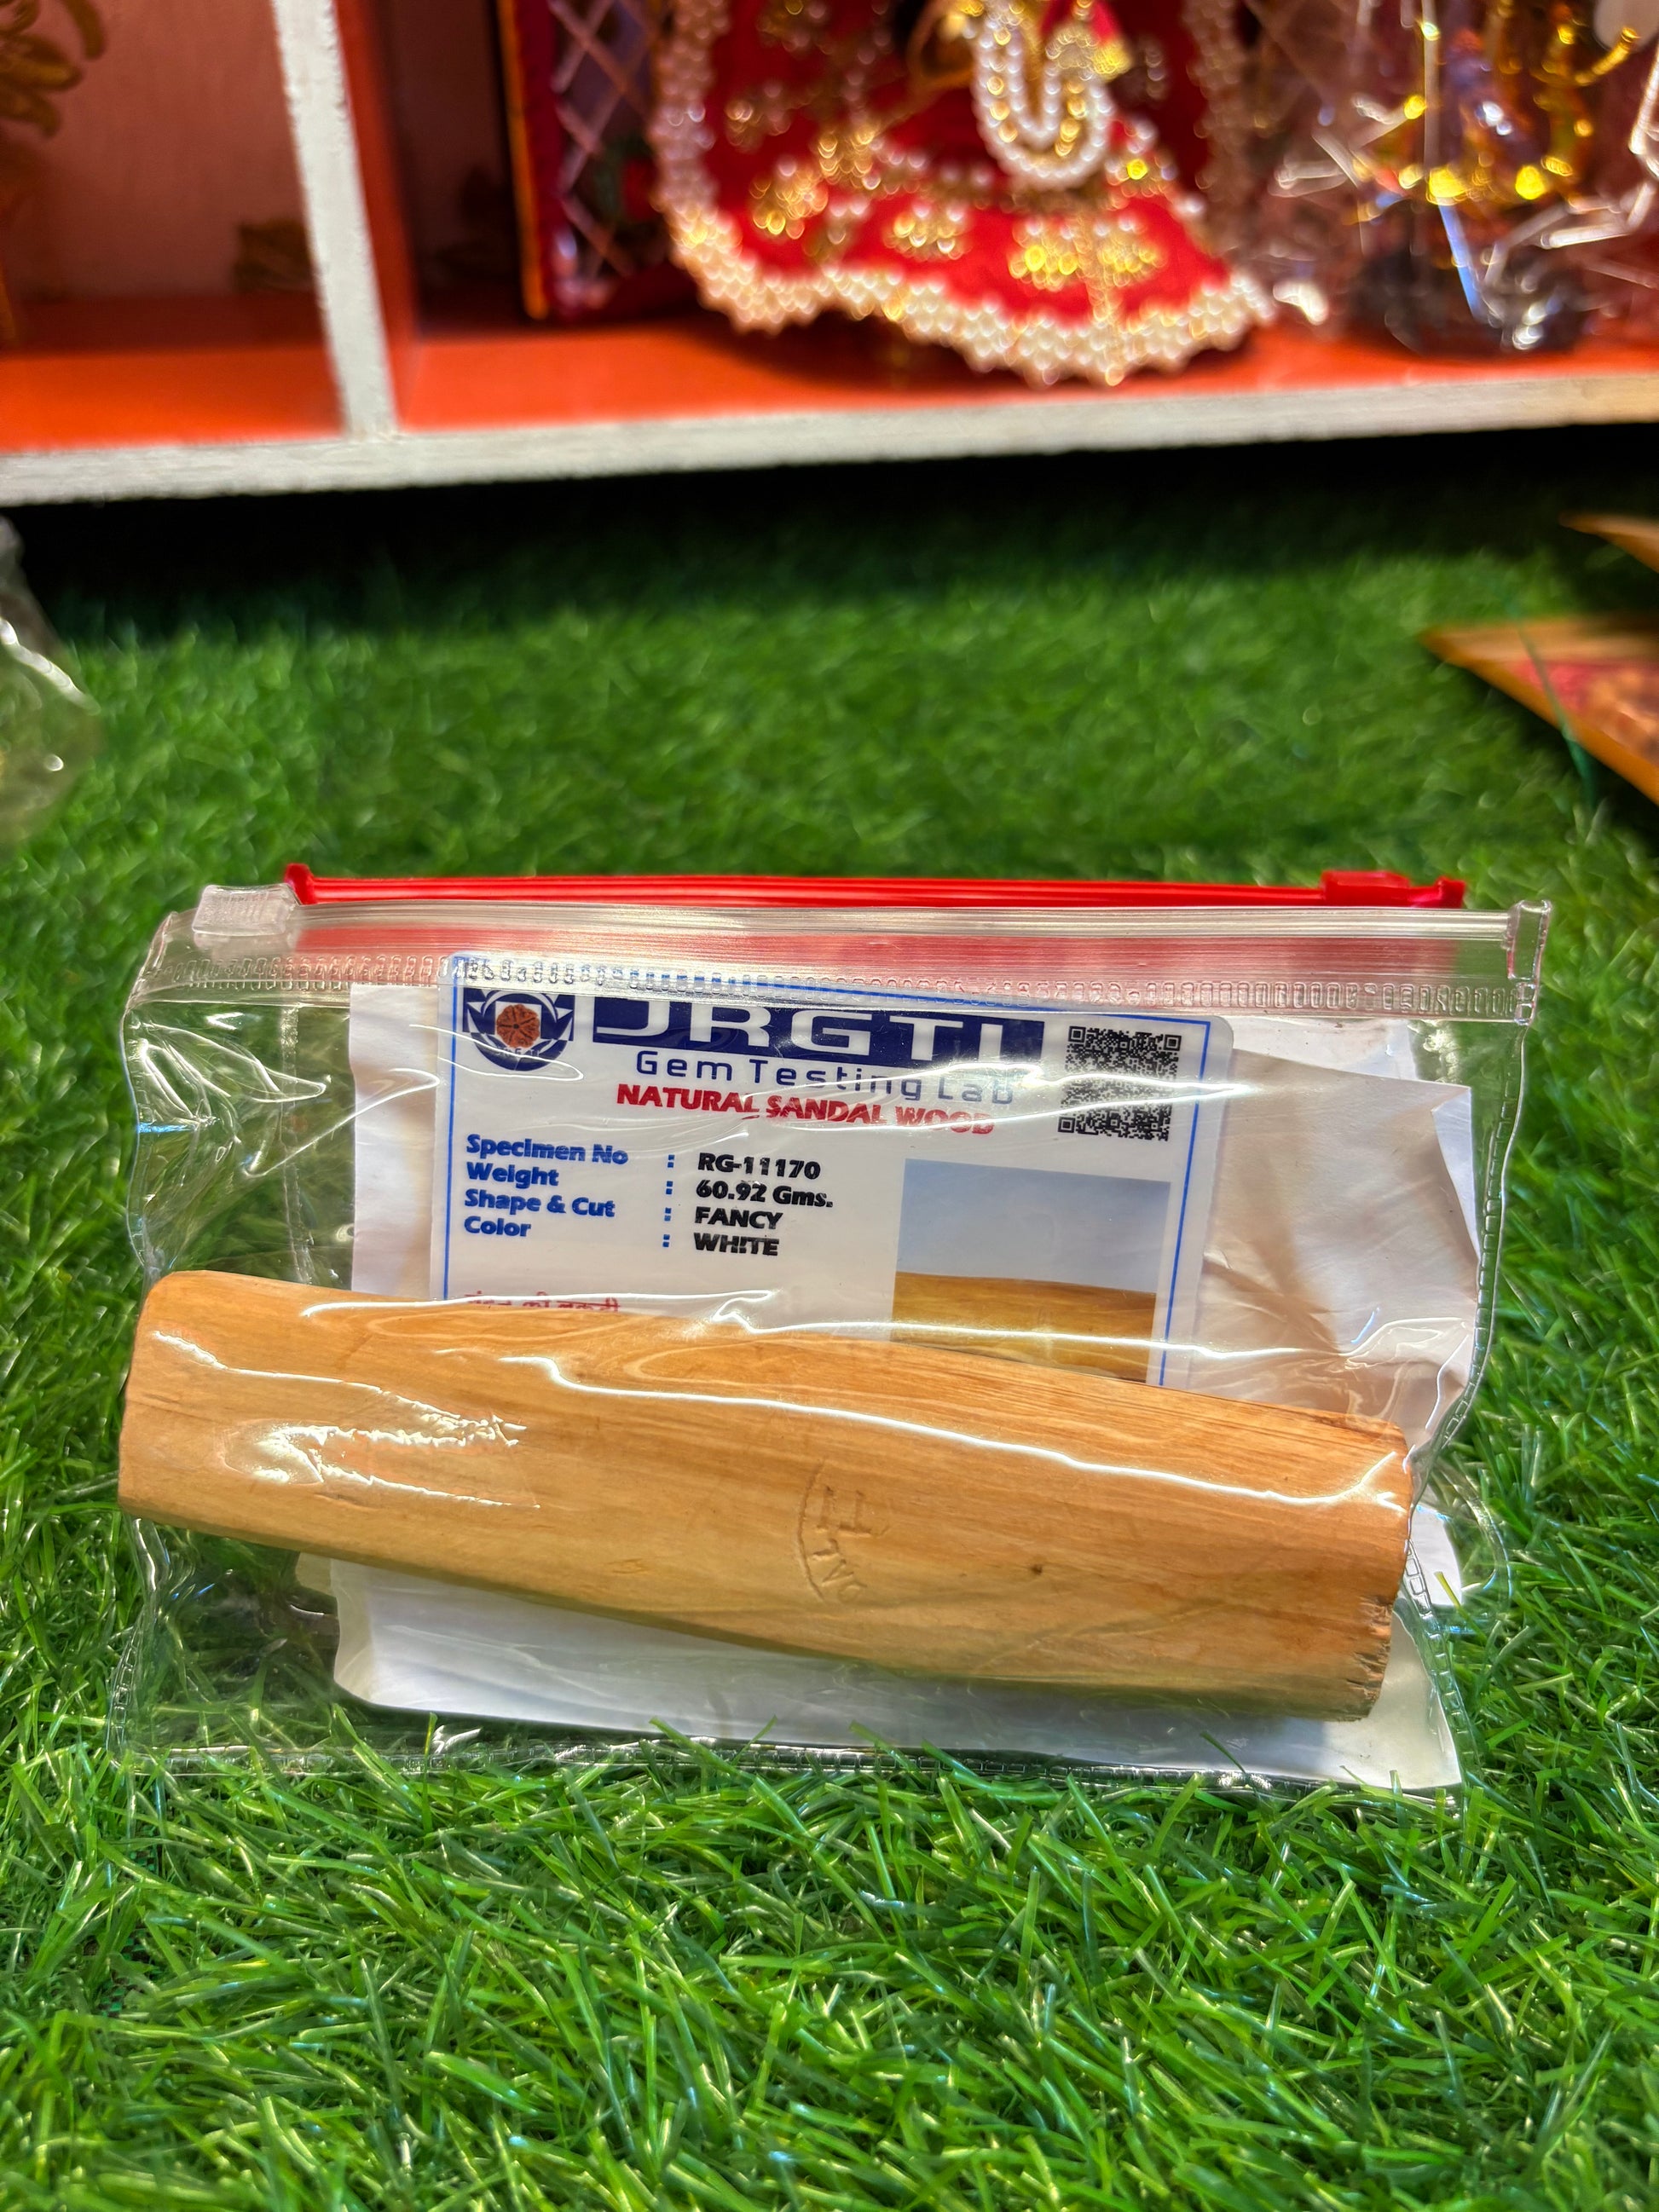 JRGTL
Gem Testing Lab
NATURAL SANDAL WOOD
Specimen No : RG-11170
Weight : 60.92 Gms.
Shape & Cut : FANCY
Color : WHITE